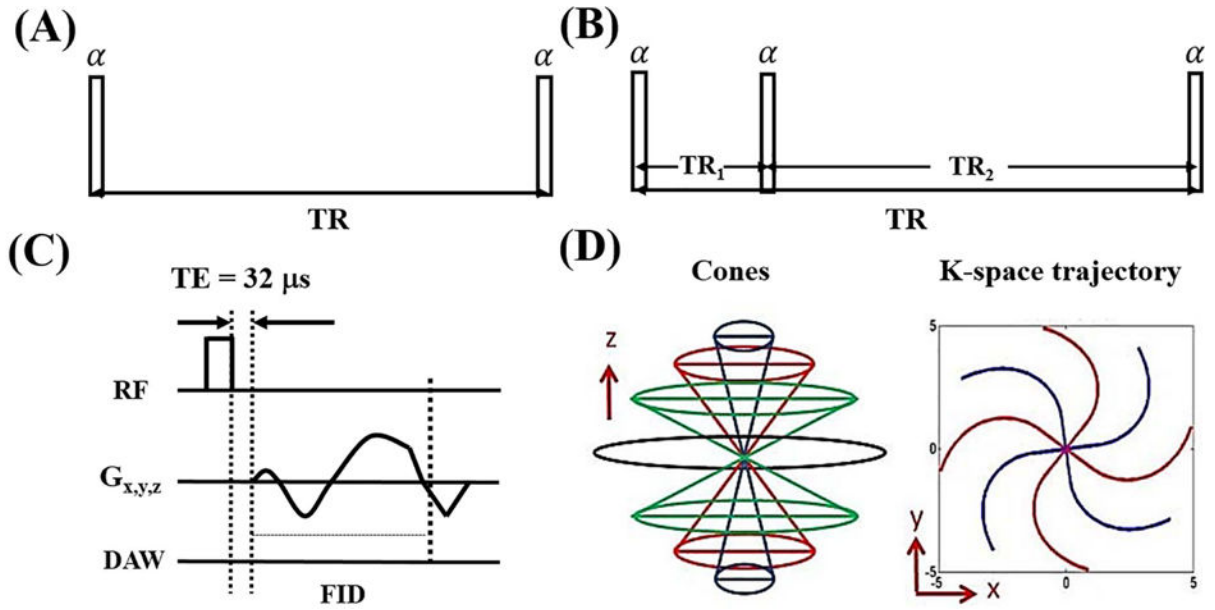 (A)
α
α
TR
(B)
α
α
α
TR₁
TR₂
TR
(C)
TE = 32 μs
RF
Gx,y,z
DAW
FID
(D)
Cones
K-space trajectory
z
5
0
-5
0
5
y
x